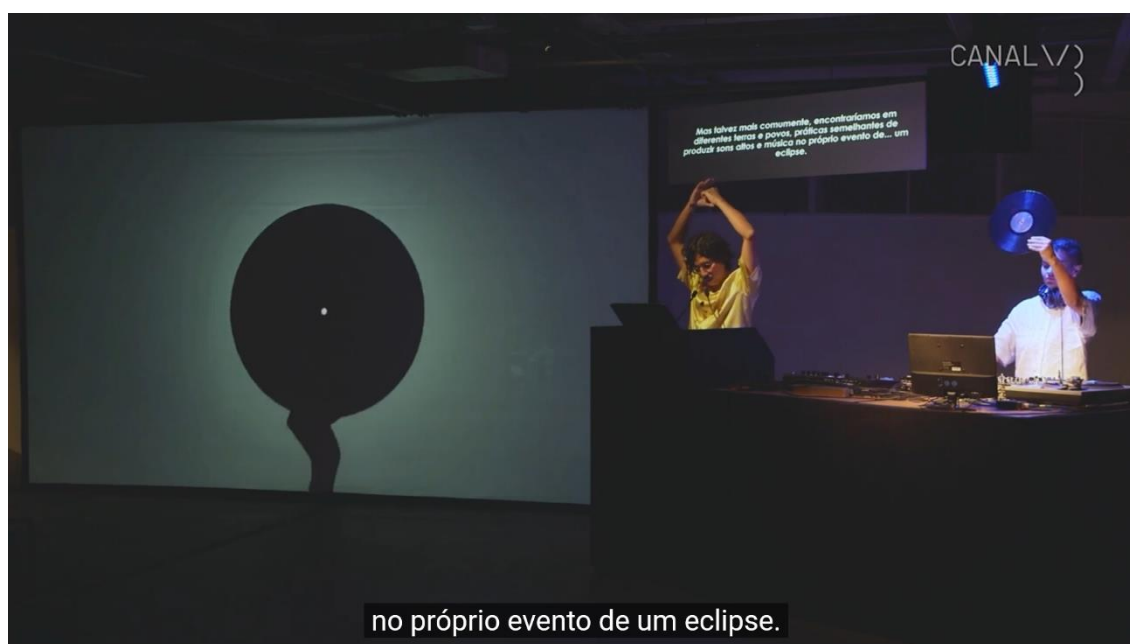 CANAL VB
Mas talvez mais comumente, encontraríamos em
diferentes terras e povos, práticas semelhantes de
produzir sons altos e música no próprio evento de... um
eclipse.
no próprio evento de um eclipse.